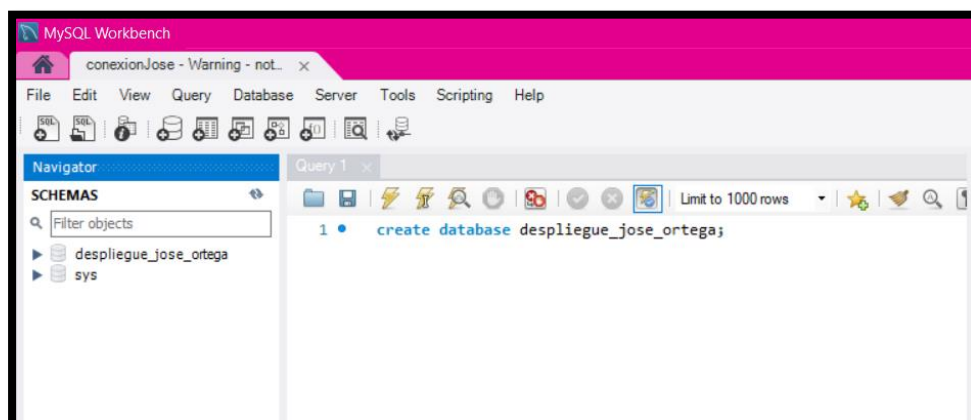 MySQL Workbench
conexionJose - Warning - not...
File Edit View Query Database Server Tools Scripting Help
Navigator
Query 1
SCHEMAS
Limit to 1000 rows
Filter objects
1 create database despliegue_jose_ortega;
despliegue_jose_ortega
sys